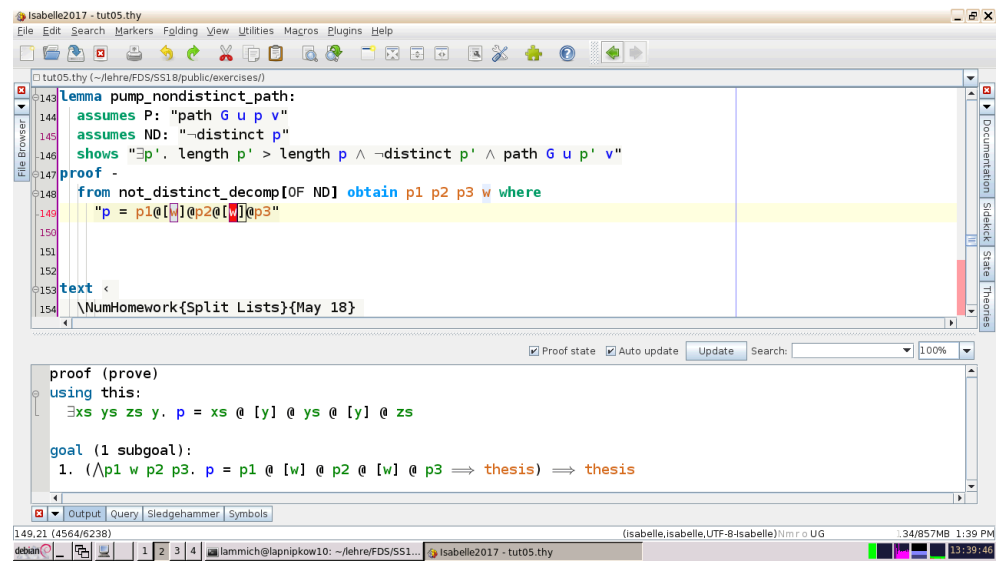 Isabelle2017 - tut05.thy
File Edit Search Markers Folding View Utilities Macros Plugins Help
tut05.thy (~/lehre/FDS/SS18/public/exercises/)
143 lemma pump_nondistinct_path:
144 assumes P: "path G u p v"
145 assumes ND: "¬distinct p"
146 shows "∃p'. length p' > length p ∧ ¬distinct p' ∧ path G u p' v"
147 proof -
148 from not_distinct_decomp[OF ND] obtain p1 p2 p3 w where
149 "p = p1@[w]@p2@[w]@p3"
150
151
152
153 text ‹
154 \NumHomework{Split Lists}{May 18}
File Browser
Documentation
Sidekick
State
Theories
Proof state Auto update Update Search: 100%
proof (prove)
using this:
∃xs ys zs y. p = xs @ [y] @ ys @ [y] @ zs
goal (1 subgoal):
1. (⋀p1 w p2 p3. p = p1 @ [w] @ p2 @ [w] @ p3 ⟹ thesis) ⟹ thesis
Output Query Sledgehammer Symbols
149,21 (4564/6238) (isabelle,isabelle,UTF-8-Isabelle)Nm r o UG 34/857MB 1:39 PM
debian 1 2 3 4 lammich@lapnipkow10: ~/lehre/FDS/SS1... Isabelle2017 - tut05.thy 13:39:46